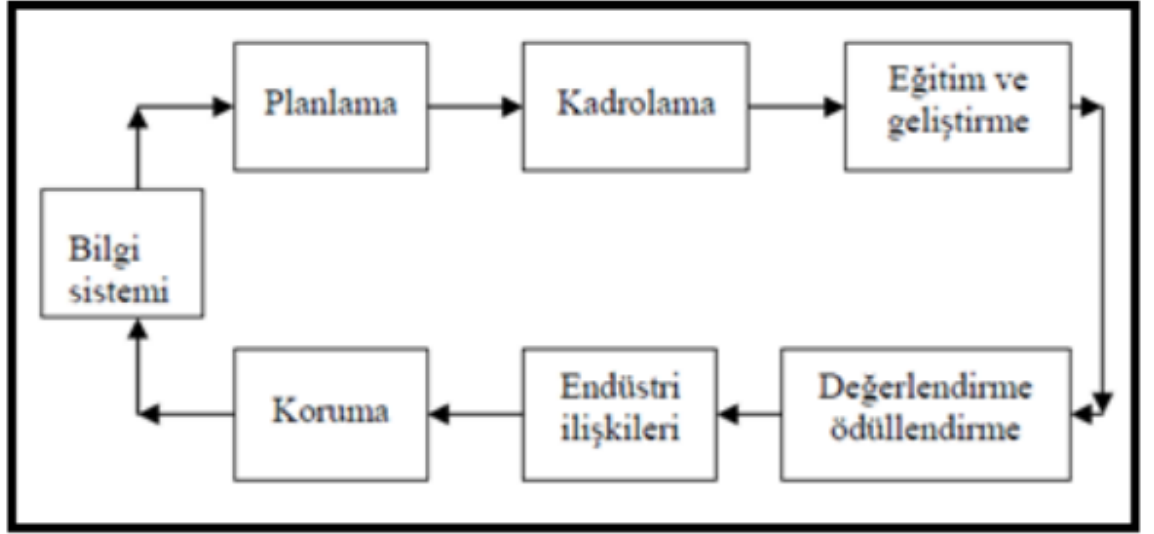 Planlama
Kadrolama
Eğitim ve
geliştirme
Bilgi
sistemi
Koruma
Endüstri
ilişkileri
Değerlendirme
ödüllendirme